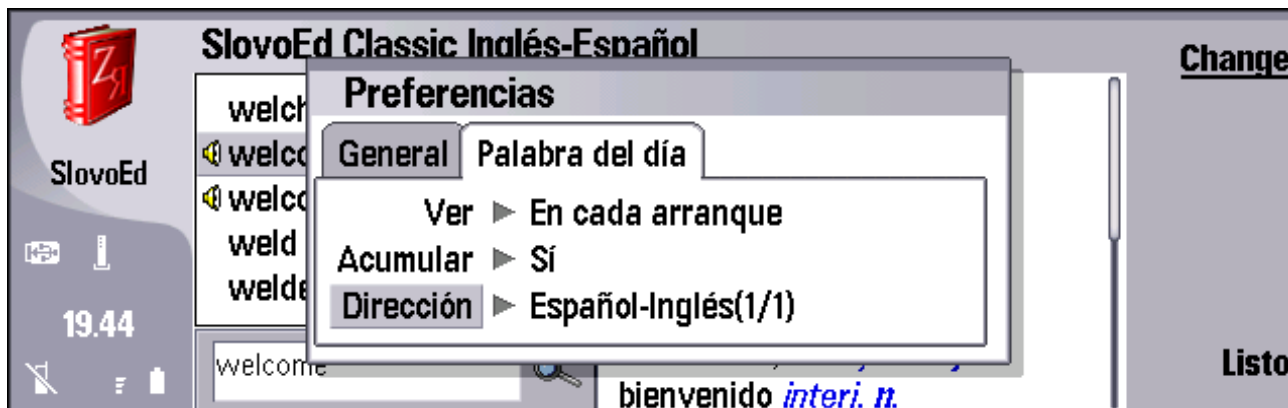 SlovoEd Classic Inglés-Español
Change
SlovoEd
19.44
welch
welco
welco
weld
welde
welcome
Preferencias
General
Palabra del día
Ver En cada arranque
Acumular Sí
Dirección Español-Inglés(1/1)
bienvenido interj. n.
Listo